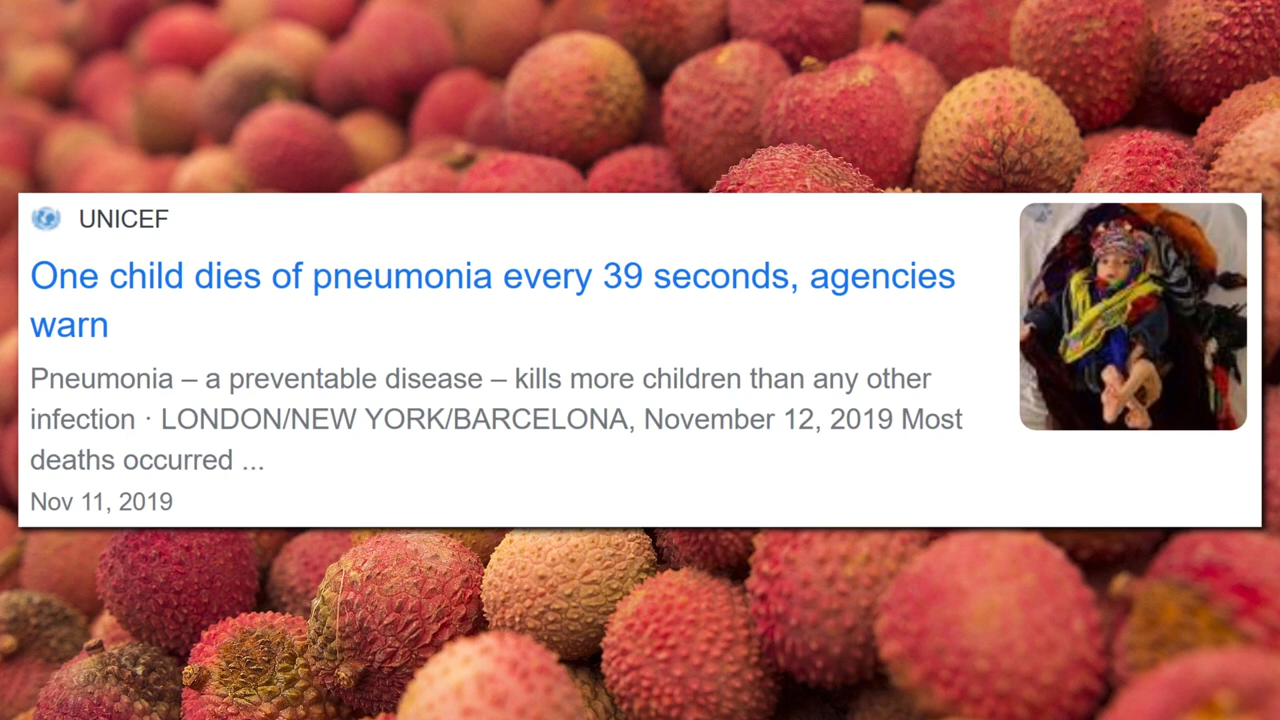 UNICEF
One child dies of pneumonia every 39 seconds, agencies
warn
Pneumonia – a preventable disease – kills more children than any other
infection · LONDON/NEW YORK/BARCELONA, November 12, 2019 Most
deaths occurred ...
Nov 11, 2019